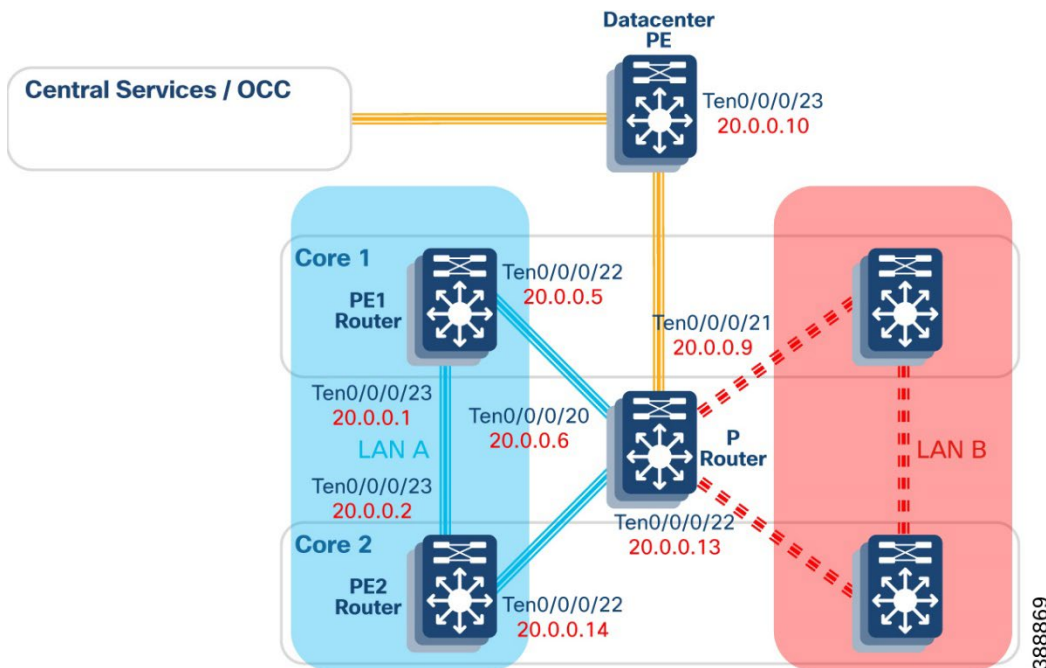 Datacenter
PE
Central Services / OCC
Ten0/0/0/23
20.0.0.10
Core 1
PE1
Router
Ten0/0/0/22
20.0.0.5
Ten0/0/0/21
20.0.0.9
Ten0/0/0/23
20.0.0.1
Ten0/0/0/20
20.0.0.6
P
Router
LAN A
LAN B
Ten0/0/0/23
20.0.0.2
Ten0/0/0/22
20.0.0.13
Core 2
PE2
Router
Ten0/0/0/22
20.0.0.14
388869